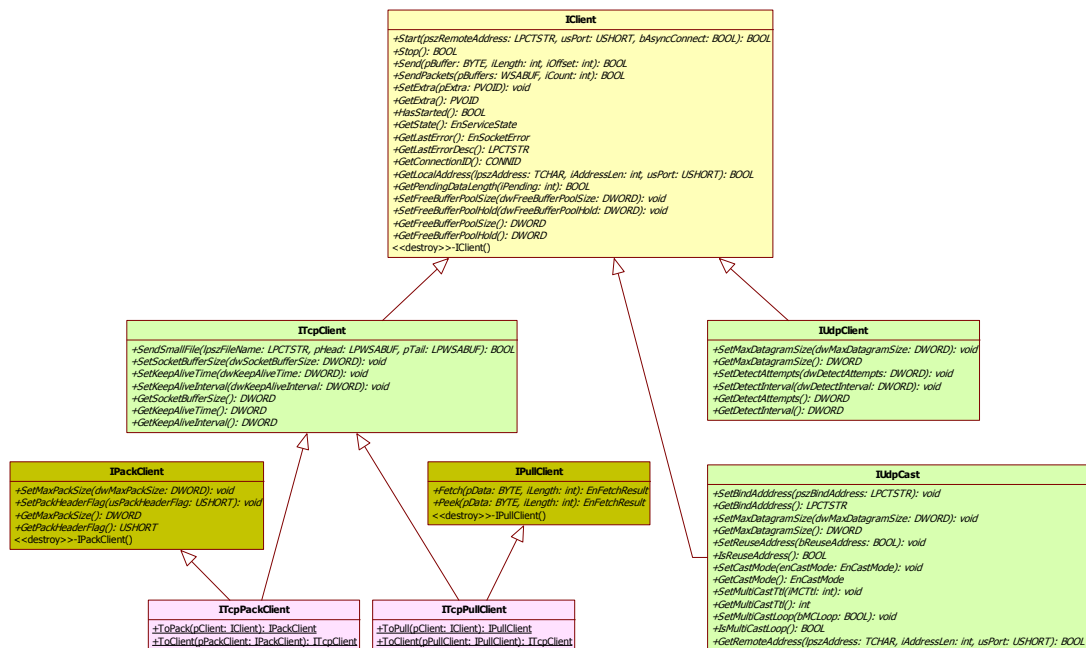 IClient
+Start(pszRemoteAddress: LPCTSTR, usPort: USHORT, bAsyncConnect: BOOL): BOOL
+Stop(): BOOL
+Send(pBuffer: BYTE, iLength: int, iOffset: int): BOOL
+SendPackets(pBuffers: WSABUF, iCount: int): BOOL
+SetExtra(pExtra: PVOID): void
+GetExtra(): PVOID
+HasStarted(): BOOL
+GetState(): EnServiceState
+GetLastError(): EnSocketError
+GetLastErrorDesc(): LPCTSTR
+GetConnectionID(): CONNID
+GetLocalAddress(lpszAddress: TCHAR, iAddressLen: int, usPort: USHORT): BOOL
+GetPendingDataLength(iPending: int): BOOL
+SetFreeBufferPoolSize(dwFreeBufferPoolSize: DWORD): void
+SetFreeBufferPoolHold(dwFreeBufferPoolHold: DWORD): void
+GetFreeBufferPoolSize(): DWORD
+GetFreeBufferPoolHold(): DWORD
<<destroy>>-IClient()
ITcpClient
+SendSmallFile(lpszFileName: LPCTSTR, pHead: LPWSABUF, pTail: LPWSABUF): BOOL
+SetSocketBufferSize(dwSocketBufferSize: DWORD): void
+SetKeepAliveTime(dwKeepAliveTime: DWORD): void
+SetKeepAliveInterval(dwKeepAliveInterval: DWORD): void
+GetSocketBufferSize(): DWORD
+GetKeepAliveTime(): DWORD
+GetKeepAliveInterval(): DWORD
IUdpClient
+SetMaxDatagramSize(dwMaxDatagramSize: DWORD): void
+GetMaxDatagramSize(): DWORD
+SetDetectAttempts(dwDetectAttempts: DWORD): void
+SetDetectInterval(dwDetectInterval: DWORD): void
+GetDetectAttempts(): DWORD
+GetDetectInterval(): DWORD
IPackClient
+SetMaxPackSize(dwMaxPackSize: DWORD): void
+SetPackHeaderFlag(usPackHeaderFlag: USHORT): void
+GetMaxPackSize(): DWORD
+GetPackHeaderFlag(): USHORT
<<destroy>>-IPackClient()
IPullClient
+Fetch(pData: BYTE, iLength: int): EnFetchResult
+Peek(pData: BYTE, iLength: int): EnFetchResult
<<destroy>>-IPullClient()
IUdpCast
+SetBindAdddress(pszBindAddress: LPCTSTR): void
+GetBindAddress(): LPCTSTR
+SetMaxDatagramSize(dwMaxDatagramSize: DWORD): void
+GetMaxDatagramSize(): DWORD
+SetReuseAddress(bReuseAddress: BOOL): void
+IsReuseAddress(): BOOL
+SetCastMode(enCastMode: EnCastMode): void
+GetCastMode(): EnCastMode
+SetMultiCastTtl(iMCTtl: int): void
+GetMultiCastTtl(): int
+SetMultiCastLoop(bMCLoop: BOOL): void
+IsMultiCastLoop(): BOOL
+GetRemoteAddress(lpszAddress: TCHAR, iAddressLen: int, usPort: USHORT): BOOL
ITcpPackClient
+ToPack(pClient: IClient): IPackClient
+ToClient(pPackClient: IPackClient): ITcpClient
ITcpPullClient
+ToPull(pClient: IClient): IPullClient
+ToClient(pPullClient: IPullClient): ITcpClient